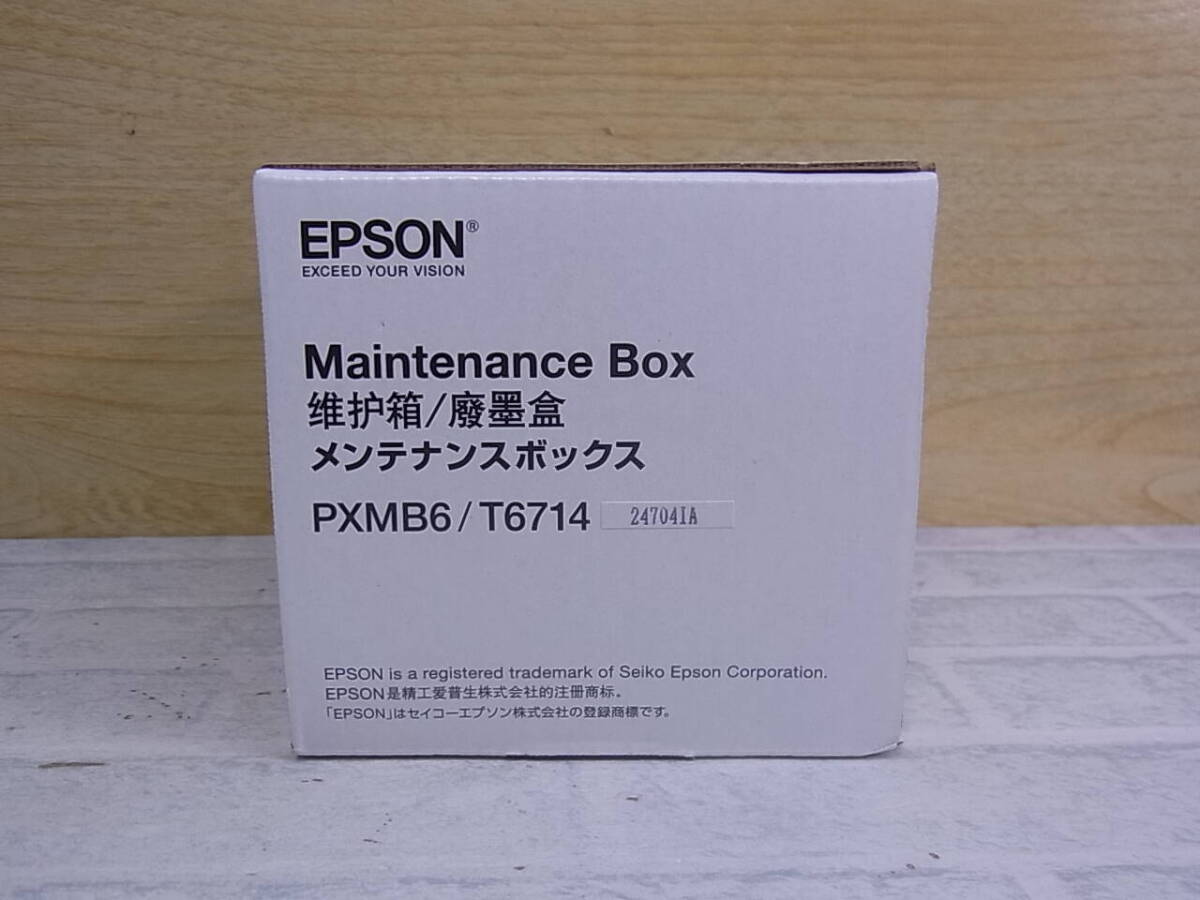 EPSON®
EXCEED YOUR VISION
Maintenance Box
维护箱/廢墨盒
メンテナンスボックス
PXMB6/T6714 24704IA
EPSON is a registered trademark of Seiko Epson Corporation.
EPSON是精工爱普生株式会社的注册商标。
「EPSON」はセイコーエプソン株式会社の登録商標です。